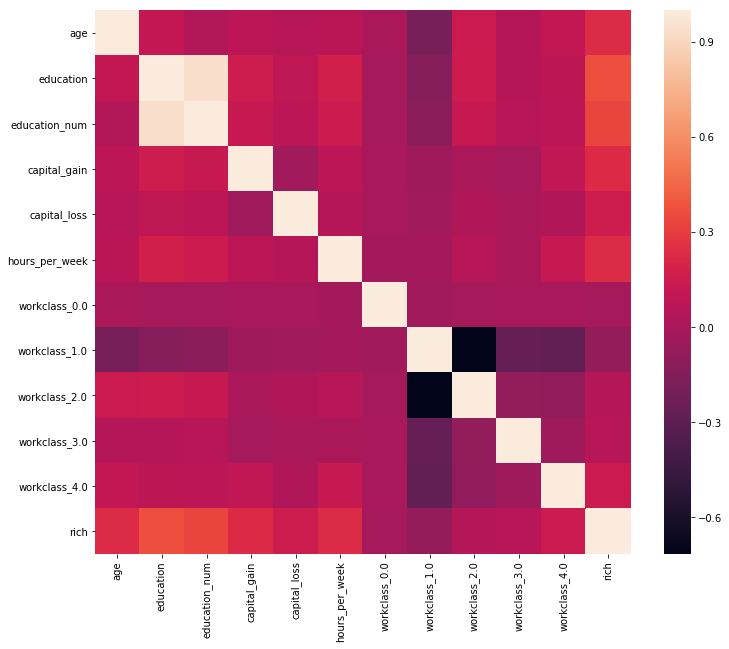 age
education
education_num
capital_gain
capital_loss
hours_per_week
workclass_0.0
workclass_1.0
workclass_2.0
workclass_3.0
workclass_4.0
rich
age
education
education_num
capital_gain
capital_loss
hours_per_week
workclass_0.0
workclass_1.0
workclass_2.0
workclass_3.0
workclass_4.0
rich
0.9
0.6
0.3
0.0
−0.3
−0.6